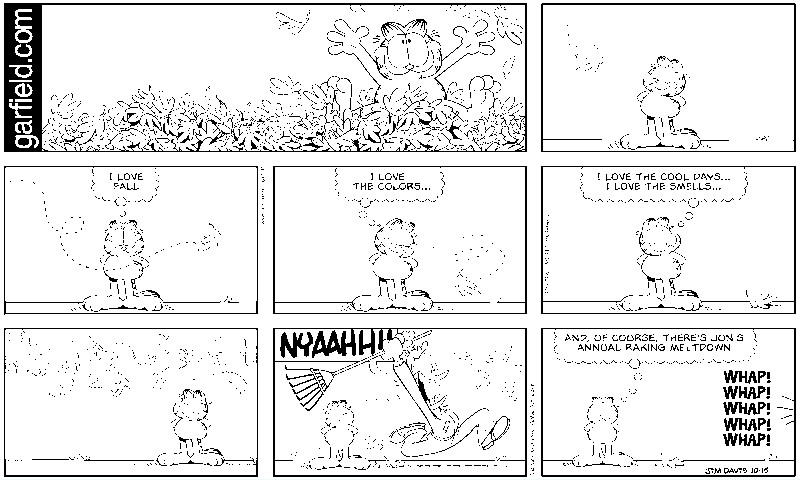 garfield.com
I LOVE
FALL
I LOVE
THE COLORS...
I LOVE THE COOL DAYS...
I LOVE THE SMELLS...
NYAAHH!!
AND, OF COURSE, THERE'S JON'S
ANNUAL RAKING MELTDOWN
WHAP!
WHAP!
WHAP!
WHAP!
WHAP!
JIM DAVIS 10-15